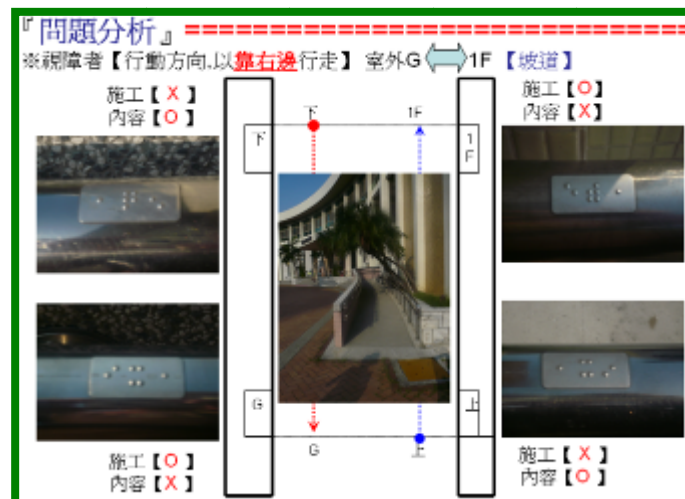 『問題分析』==============================
※視障者【行動方向,以靠右邊行走】 室外G 1F 【坡道】
施工【X】
內容【O】
下
1F
施工【O】
內容【X】
下
1F
G
上
G
上
施工【O】
內容【X】
施工【X】
內容【O】